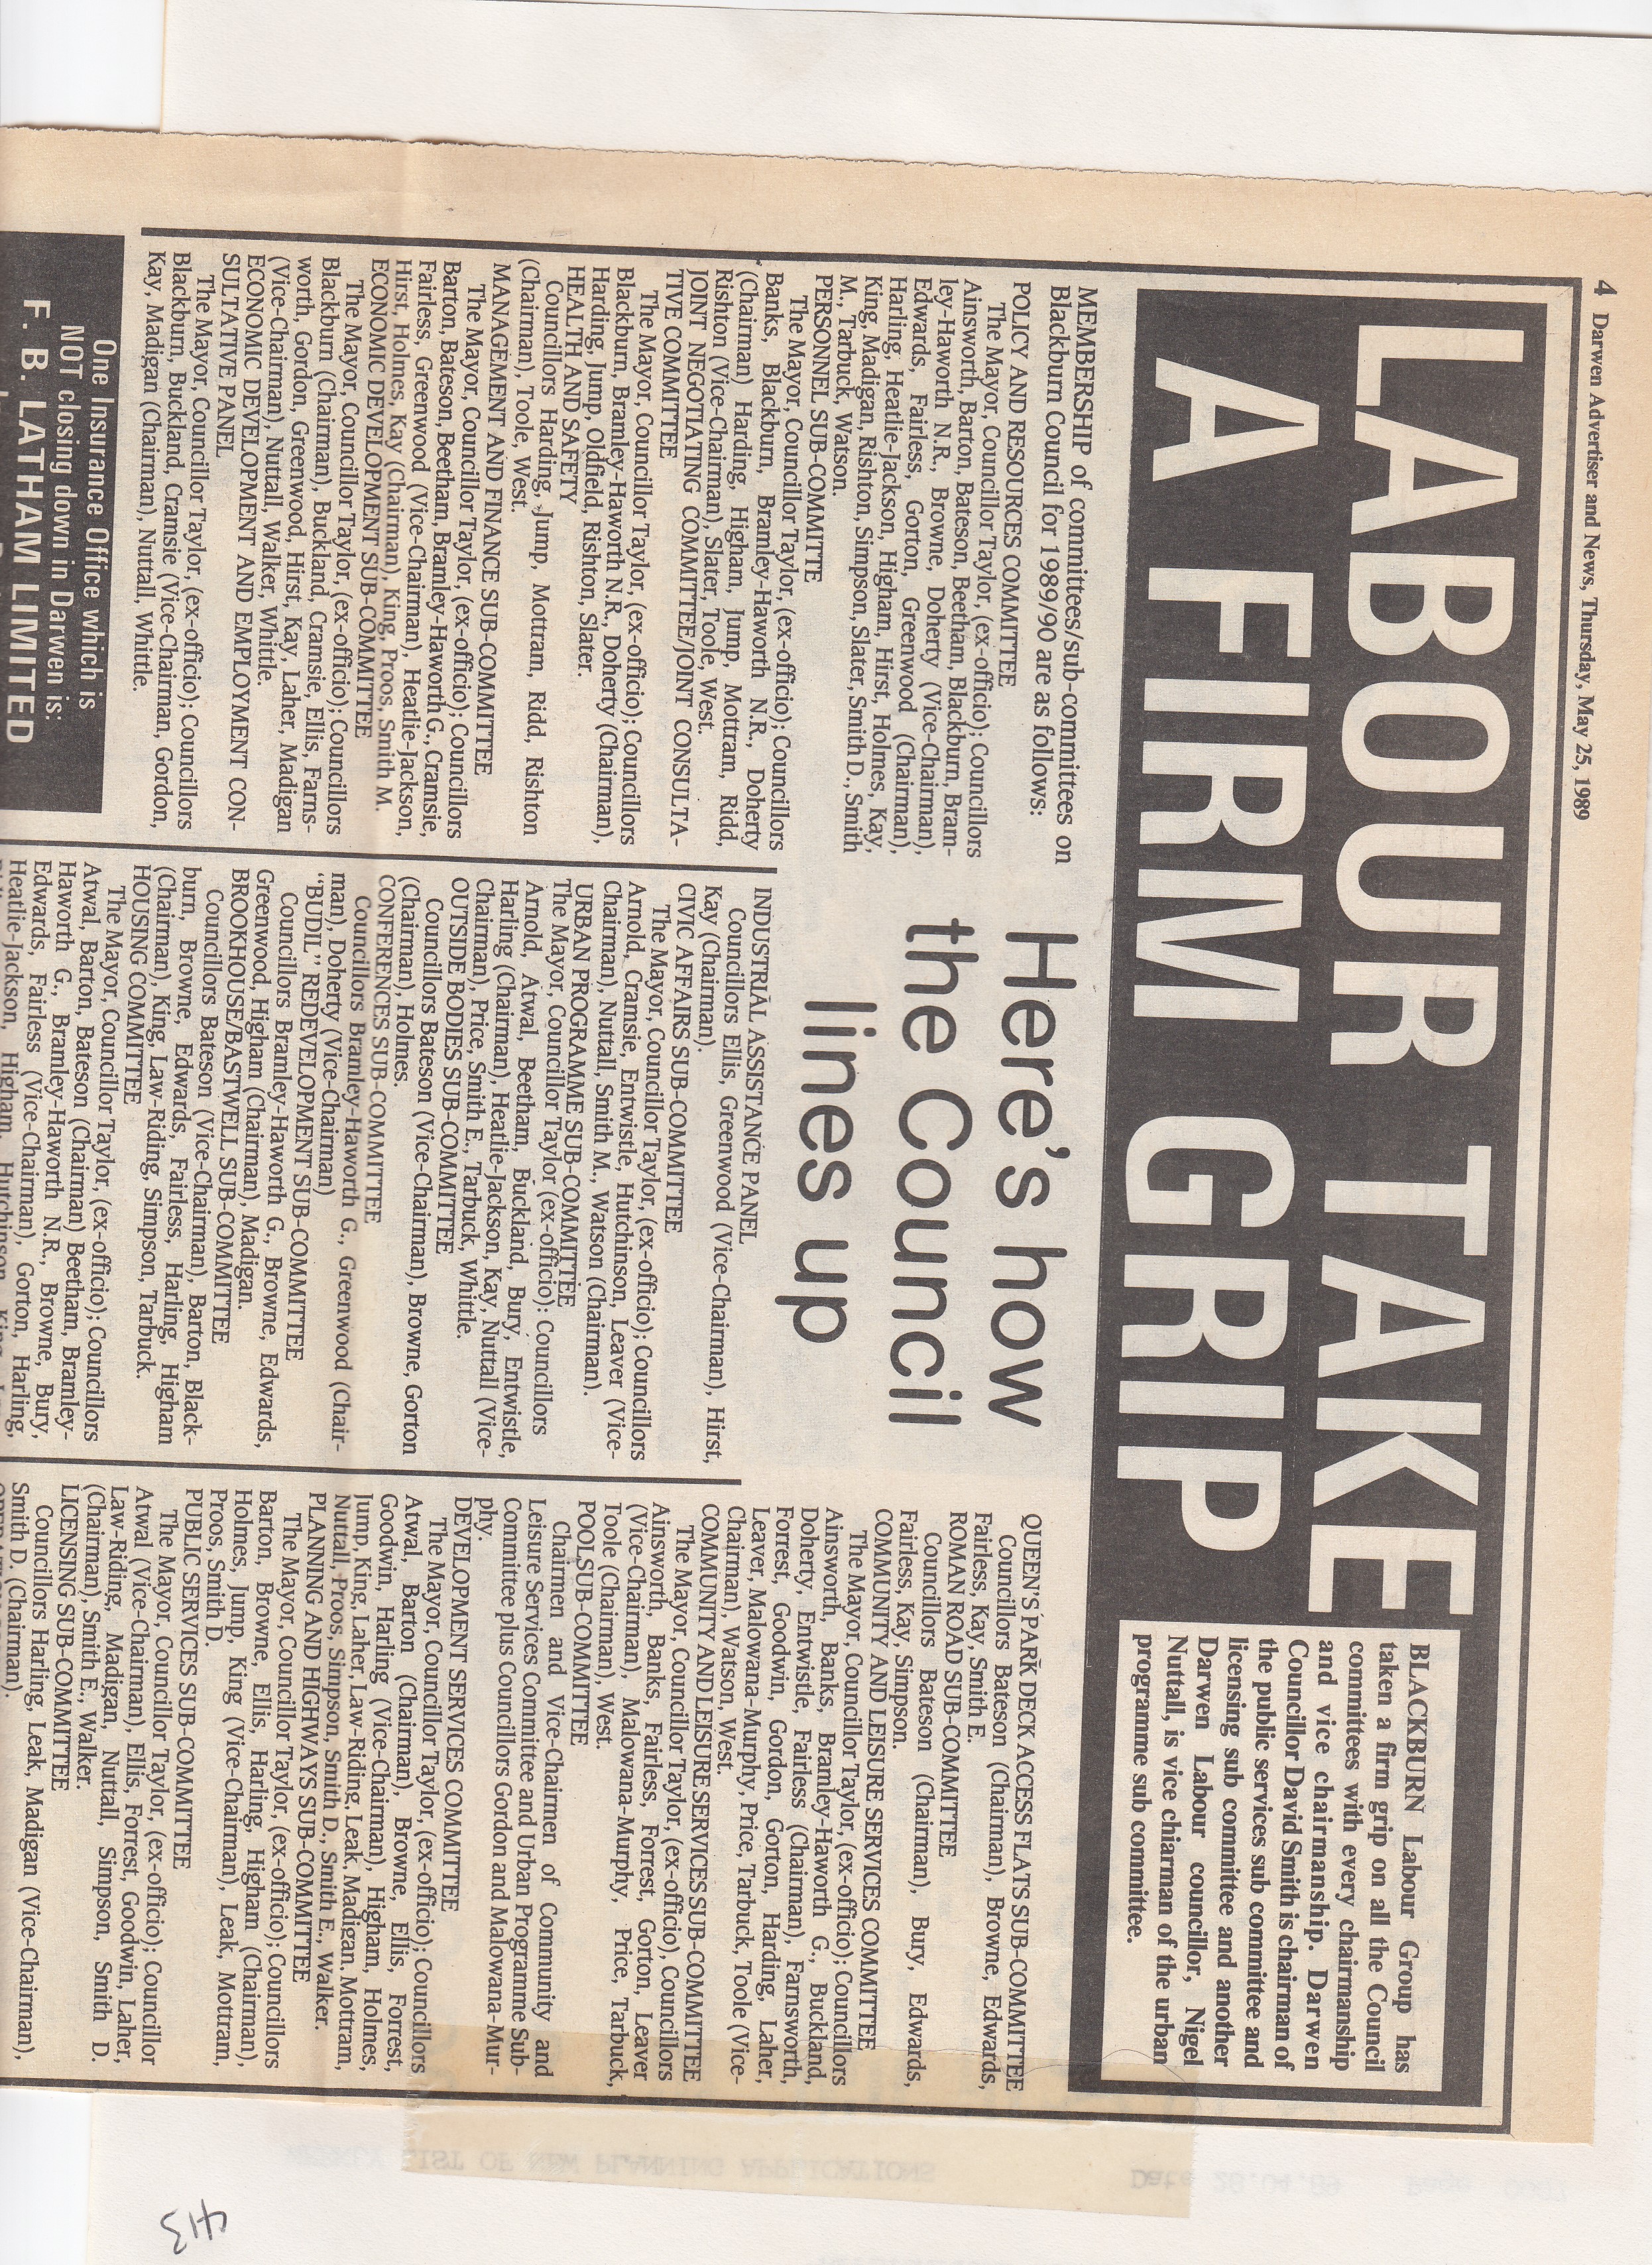 4 Darwen Advertiser and News, Thursday, May 25, 1989
LABOUR TAKE
A FIRM GRIP
BLACKBURN Labour Group has
taken a firm grip on all the Council
committees with every chairmanship
and vice chairmanship. Darwen
Councillor David Smith is chairman of
the public services sub committee and
licensing sub committee and another
Darwen Labour councillor, Nigel
Nuttall, is vice chiarman of the urban
programme sub committee.
Here's how
the Council
lines up
MEMBERSHIP of committees/sub-committees on
Blackburn Council for 1989/90 are as follows:
POLICY AND RESOURCES COMMITTEE
The Mayor, Councillor Taylor, (ex-officio); Councillors
Ainsworth, Barton, Bateson, Beetham, Blackburn, Bram-
ley-Haworth N.R., Browne, Doherty (Vice-Chairman),
Edwards, Fairless, Gorton, Greenwood (Chairman),
Harling, Heatlie-Jackson, Higham, Hirst, Holmes, Kay,
King, Madigan, Rishton, Simpson, Slater, Smith D., Smith
M., Tarbuck, Watson.
PERSONNEL SUB-COMMITTE
The Mayor, Councillor Taylor, (ex-officio); Councillors
Banks, Blackburn, Bramley-Haworth N.R., Doherty
(Chairman) Harding, Higham, Jump, Mottram, Ridd,
Rishton (Vice-Chairman), Slater, Toole, West.
JOINT NEGOTIATING COMMITTEE/JOINT CONSULTA-
TIVE COMMITTEE
The Mayor, Councillor Taylor, (ex-officio); Councillors
Blackburn, Bramley-Haworth N.R., Doherty (Chairman),
Harding, Jump, Oldfield, Rishton, Slater.
HEALTH AND SAFETY
Councillors Harding, Jump, Mottram, Ridd, Rishton
(Chairman), Toole, West.
MANAGEMENT AND FINANCE SUB-COMMITTEE
The Mayor, Councillor Taylor, (ex-officio); Councillors
Barton, Bateson, Beetham, Bramley-Haworth G., Cramsie,
Fairless, Greenwood (Vice-Chairman), Heatlie-Jackson,
Hirst, Holmes, Kay (Chairman), King, Proos, Smith M.
ECONOMIC DEVELOPMENT SUB-COMMITTEE
The Mayor, Councillor Taylor, (ex-officio); Councillors
Blackburn (Chairman), Buckland, Cramsie, Ellis, Farns-
worth, Gordon, Greenwood, Hirst, Kay, Laher, Madigan
(Vice-Chairman), Nuttall, Walker, Whittle.
ECONOMIC DEVELOPMENT AND EMPLOYMENT CON-
SULTATIVE PANEL
The Mayor, Councillor Taylor, (ex-officio); Councillors
Blackburn, Buckland, Cramsie (Vice-Chairman, Gordon,
Kay, Madigan (Chairman), Nuttall, Whittle.
One Insurance Office which is
NOT closing down in Darwen is:
F. B. LATHAM LIMITED
INDUSTRIAL ASSISTANCE PANEL
Councillors Ellis, Greenwood (Vice-Chairman), Hirst,
Kay (Chairman).
CIVIC AFFAIRS SUB-COMMITTEE
The Mayor, Councillor Taylor, (ex-officio); Councillors
Arnold, Cramsie, Entwistle, Hutchinson, Leaver (Vice-
Chairman), Nuttall, Smith M., Watson (Chairman).
URBAN PROGRAMME SUB-COMMITTEE
The Mayor, Councillor Taylor (ex-officio): Councillors
Arnold, Atwal, Beetham, Buckland, Bury, Entwistle,
Harling (Chairman), Heatlie-Jackson, Kay, Nuttall (Vice-
Chairman), Price, Smith E., Tarbuck, Whittle.
OUTSIDE BODIES SUB-COMMITTEE
Councillors Bateson (Vice-Chairman), Browne, Gorton
(Chairman), Holmes.
CONFERENCES SUB-COMMITTEE
Councillors Bramley-Haworth G., Greenwood (Chair-
man), Doherty (Vice-Chairman)
"BUDIL" REDEVELOPMENT SUB-COMMITTEE
Councillors Bramley-Haworth G., Browne, Edwards,
Greenwood, Higham (Chairman), Madigan.
BROOKHOUSE/BASTWELL SUB-COMMITTEE
Councillors Bateson (Vice-Chairman), Barton, Black-
burn, Browne, Edwards, Fairless, Harling, Higham
(Chairman), King, Law-Riding, Simpson, Tarbuck.
HOUSING COMMITTEE
The Mayor, Councillor Taylor, (ex-officio); Councillors
Atwal, Barton, Bateson (Chairman) Beetham, Bramley-
Haworth G., Bramley-Haworth N.R., Browne, Bury,
Edwards, Fairless (Vice-Chairman), Gorton, Harling,
Heatlie-Jackson, Higham, Hutchinson, King,
QUEEN'S PARK DECK ACCESS FLATS SUB-COMMITTEE
Councillors Bateson (Chairman), Browne, Edwards,
Fairless, Kay, Smith E.
ROMAN ROAD SUB-COMMITTEE
Councillors Bateson (Chairman), Bury, Edwards,
Fairless, Kay, Simpson.
COMMUNITY AND LEISURE SERVICES COMMITTEE
The Mayor, Councillor Taylor, (ex-officio); Councillors
Ainsworth, Banks, Bramley-Haworth G., Buckland,
Doherty, Entwistle, Fairless (Chairman), Farnsworth,
Forrest, Goodwin, Gordon, Gorton, Harding, Laher,
Leaver, Malowana-Murphy, Price, Tarbuck, Toole (Vice-
Chairman), Watson, West.
COMMUNITY AND LEISURE SERVICES SUB-COMMITTEE
The Mayor, Councillor Taylor, (ex-officio), Councillors
Ainsworth, Banks, Fairless, Forrest, Gorton, Leaver
(Vice-Chairman), Malowana-Murphy, Price, Tarbuck,
Toole (Chairman), West.
POOL SUB-COMMITTEE
Chairmen and Vice-Chairmen of Community and
Leisure Services Committee and Urban Programme Sub-
Committee plus Councillors Gordon and Malowana-Mur-
phy.
DEVELOPMENT SERVICES COMMITTEE
The Mayor, Councillor Taylor, (ex-officio); Councillors
Atwal, Barton (Chairman), Browne, Ellis, Forrest,
Goodwin, Harling (Vice-Chairman), Higham, Holmes,
Jump, King, Laher, Law-Riding, Leak, Madigan, Mottram,
Nuttall, Proos, Simpson, Smith D., Smith E., Walker.
PLANNING AND HIGHWAYS SUB-COMMITTEE
The Mayor, Councillor Taylor, (ex-officio); Councillors
Barton, Browne, Ellis, Harling, Higham (Chairman),
Holmes, Jump, King (Vice-Chairman), Leak, Mottram,
Proos, Smith D.
PUBLIC SERVICES SUB-COMMITTEE
The Mayor, Councillor Taylor, (ex-officio); Councillor
Atwal (Vice-Chairman), Ellis, Forrest, Goodwin, Laher,
Law-Riding, Madigan, Nuttall, Simpson, Smith D.
(Chairman), Smith E., Walker.
LICENSING SUB-COMMITTEE
Councillors Harling, Leak, Madigan (Vice-Chairman),
Smith D. (Chairman).
LIST OF NEW PLANNING APPLICATIONS
Date 28.04.89 Page